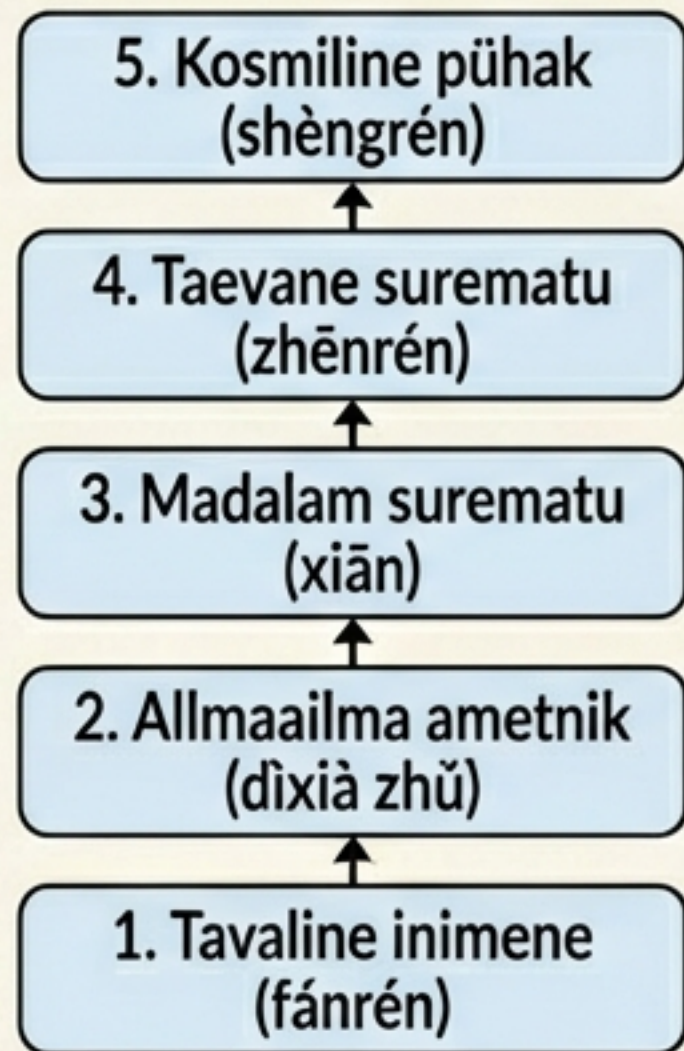 5. Kosmiline pühak
(shèngrén)
4. Taevane surematu
(zhēnrén)
3. Madalam surematu
(xiān)
2. Allmaailma ametnik
(dìxià zhǔ)
1. Tavaline inimene
(fánrén)